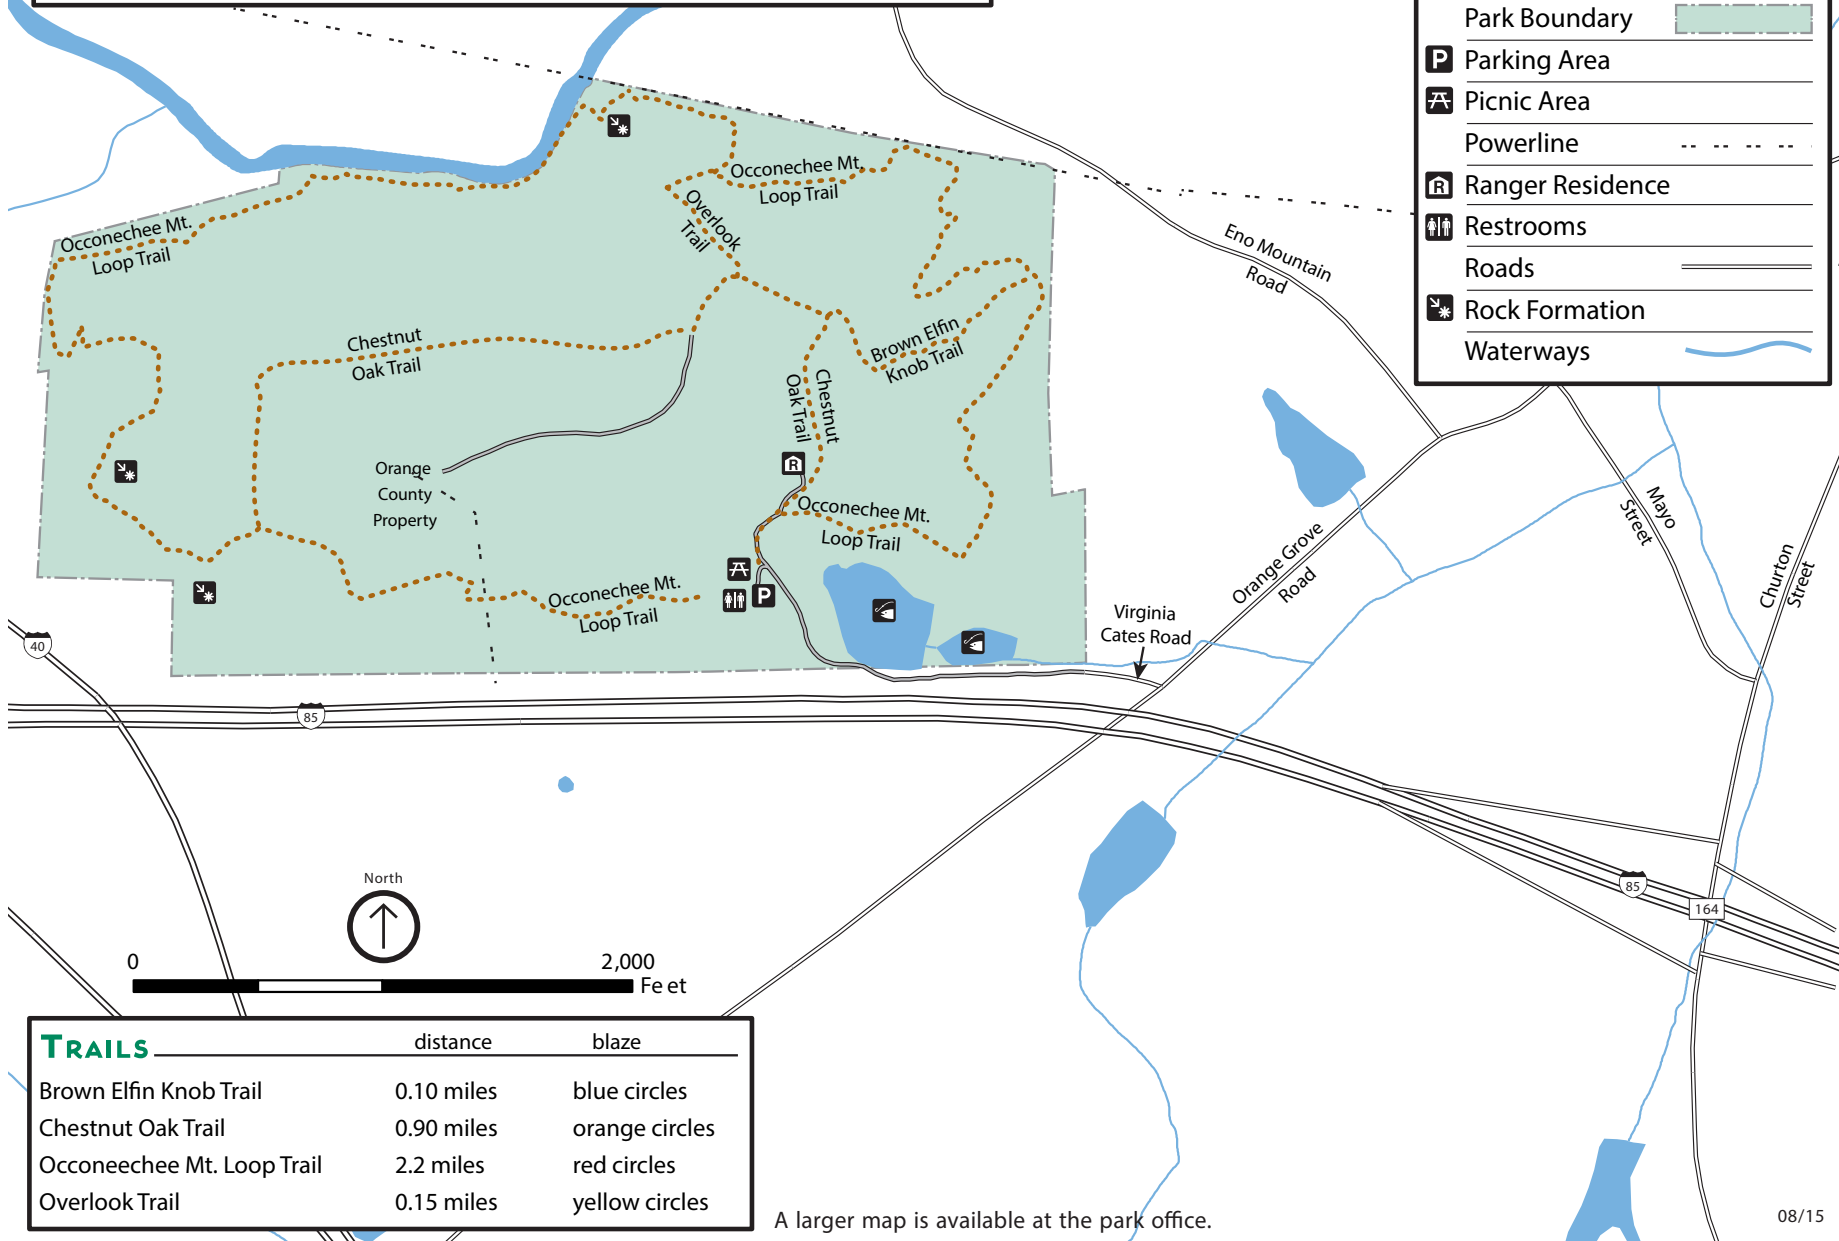 Park Boundary
P Parking Area
Picnic Area
Powerline
R Ranger Residence
Restrooms
Roads
Rock Formation
Waterways
Occonechee Mt.
Loop Trail
Occonechee Mt.
Loop Trail
Overlook
Trail
Eno Mountain
Road
Chestnut
Oak Trail
Brown Elfin
Knob Trail
Chestnut
Oak Trail
R
Orange
County
Property
Occonechee Mt.
Loop Trail
Occonechee Mt.
Loop Trail
P
Mayo
Street
Orange Grove
Road
Churton
Street
Virginia
Cates Road
40
85
85
164
North
0 2,000
Feet
TRAILS distance blaze
Brown Elfin Knob Trail 0.10 miles blue circles
Chestnut Oak Trail 0.90 miles orange circles
Occoneechee Mt. Loop Trail 2.2 miles red circles
Overlook Trail 0.15 miles yellow circles
A larger map is available at the park office.
08/15